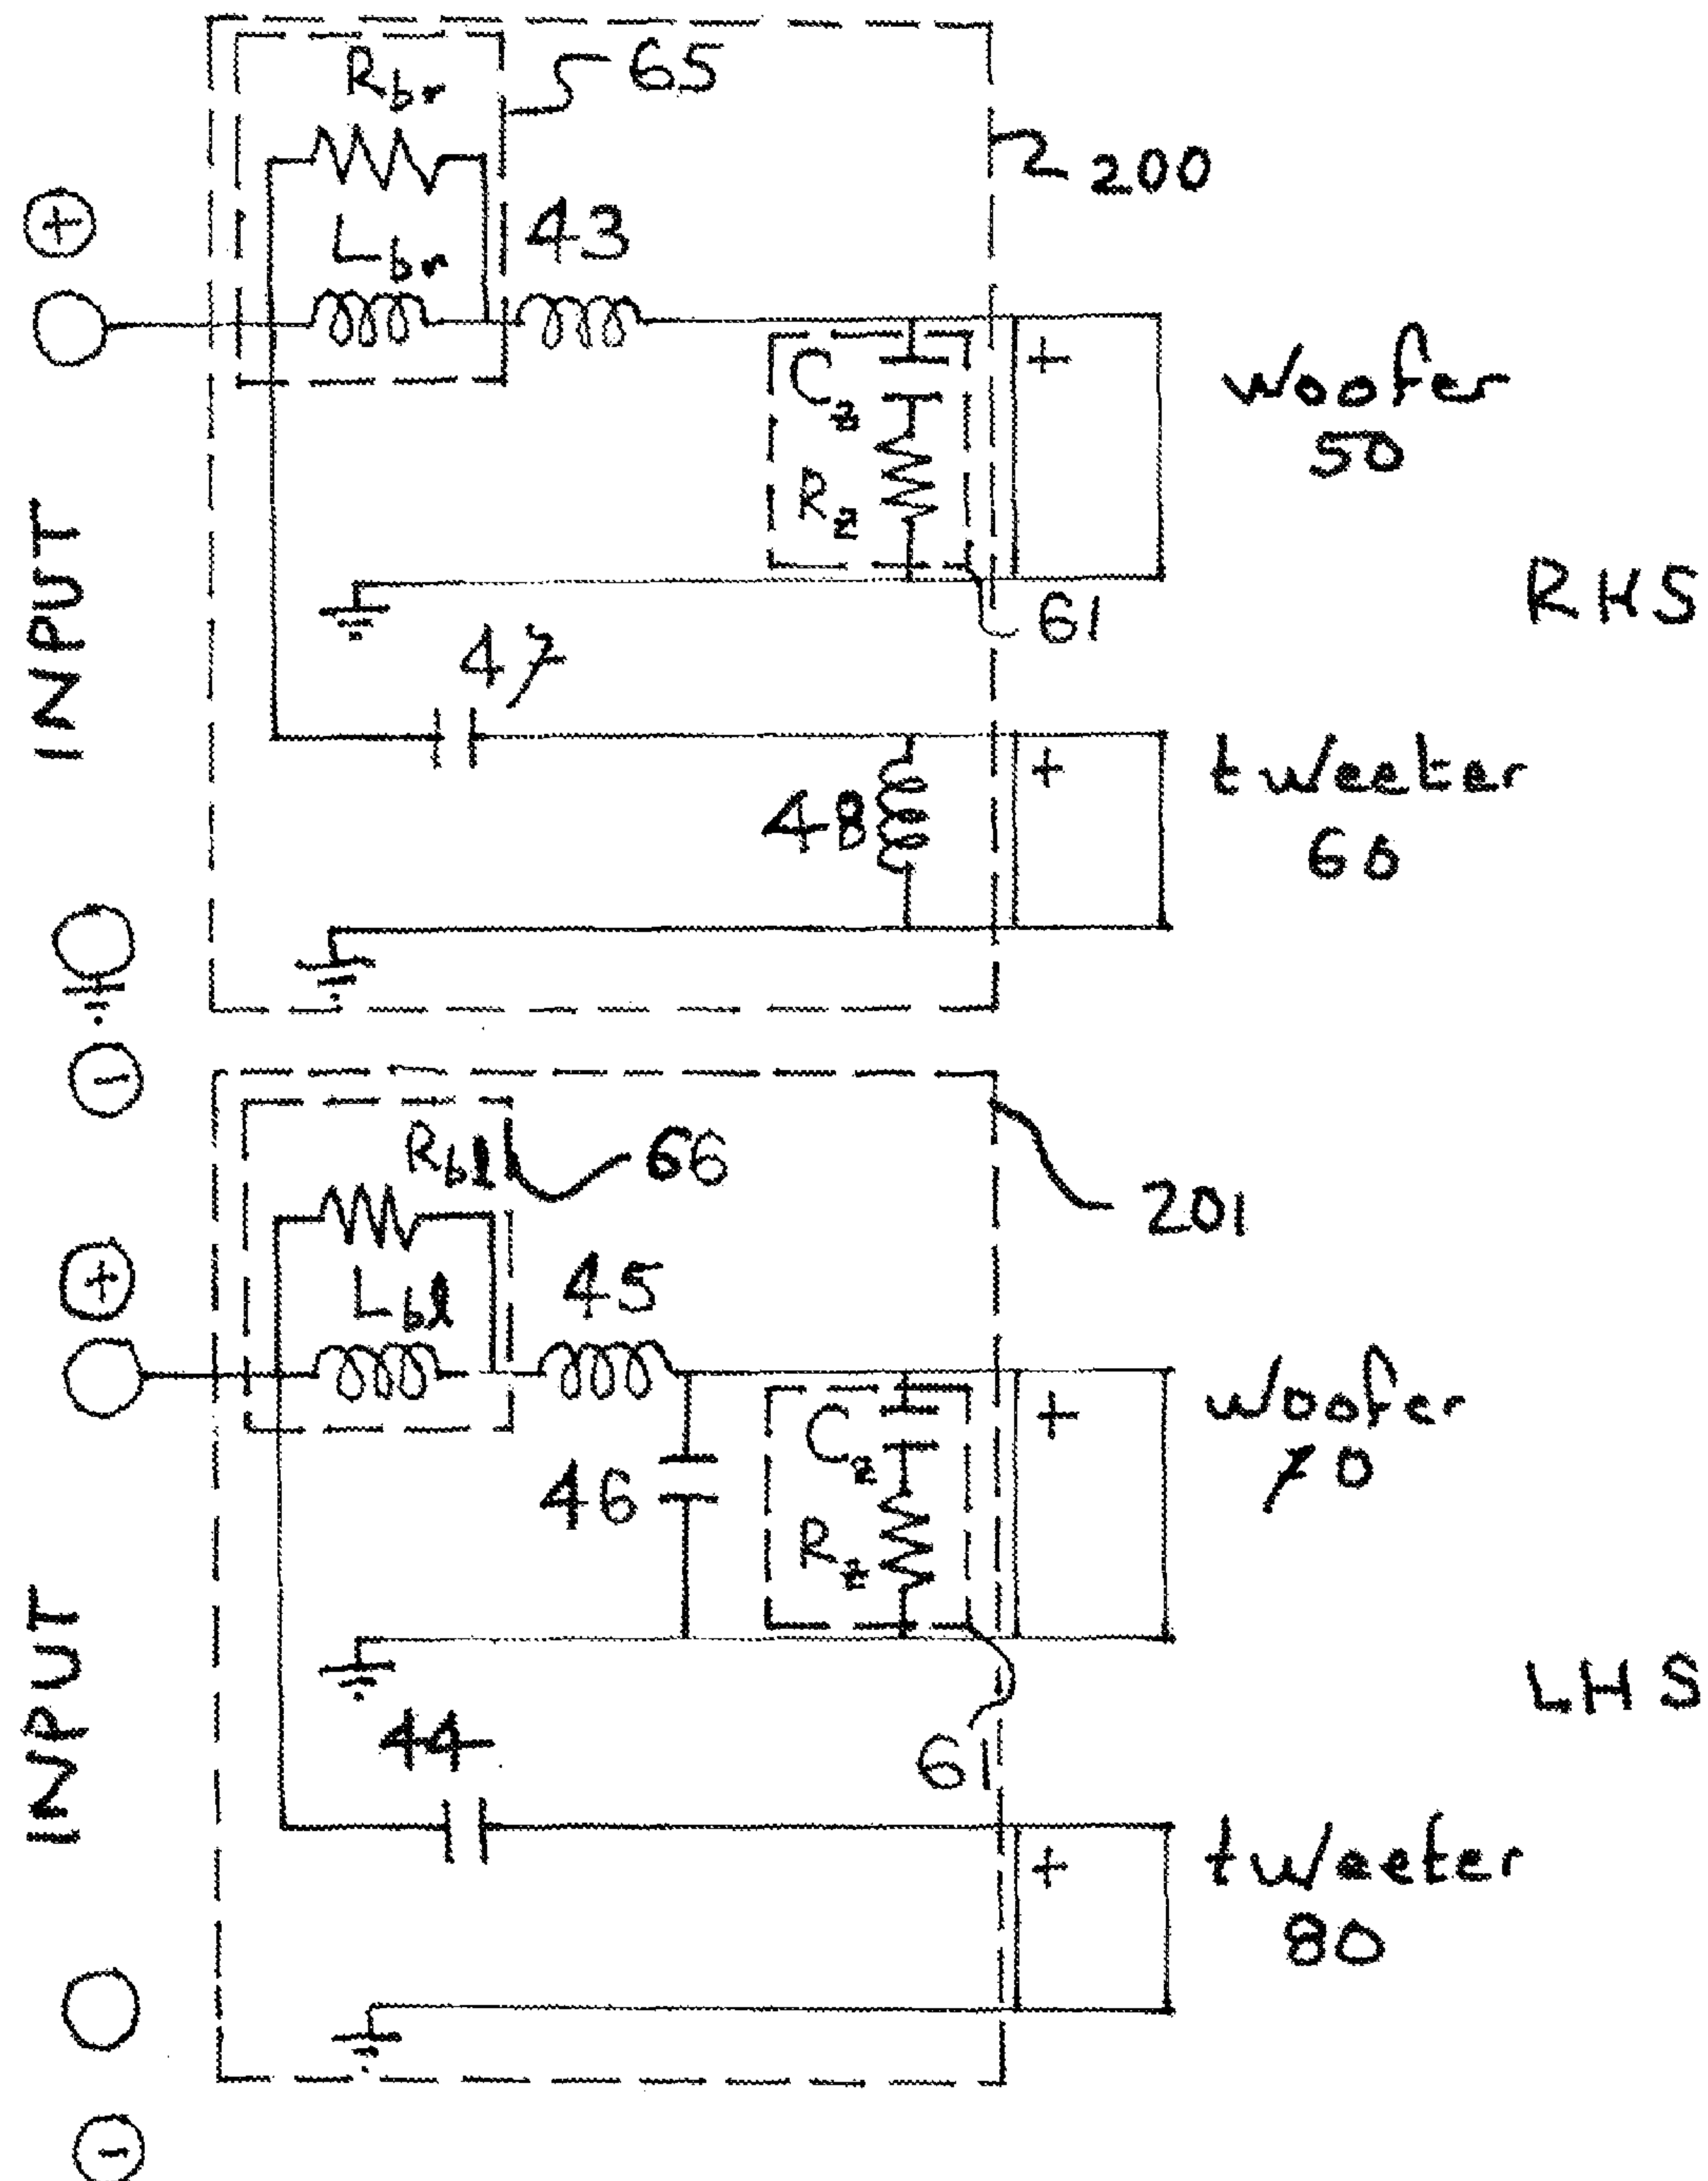 Rbr
65
200
+
Lbr
43
+
Cz
Rz
woofer
50
INPUT
RHS
61
47
+
tweeter
60
48
−
Rbl
66
201
+
Lbl
45
+
Cz
Rz
46
woofer
70
INPUT
LHS
44
61
+
tweeter
80
−